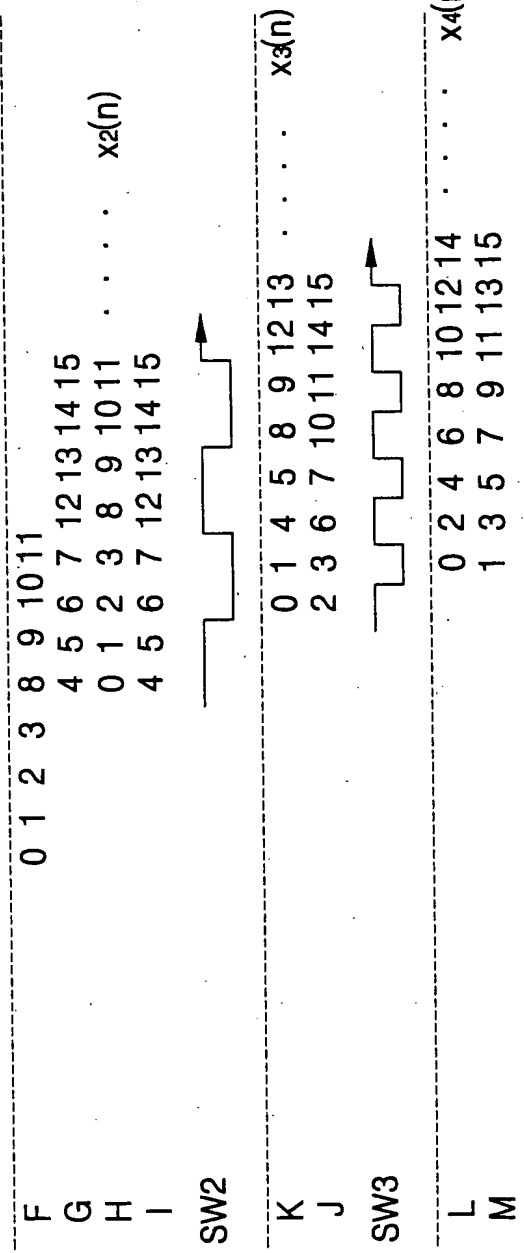 F 0 1 2 3 8 9 10 11
G 4 5 6 7 12 13 14 15
H 0 1 2 3 8 9 10 11 . . . . x2(n)
I 4 5 6 7 12 13 14 15
SW2
K 0 1 4 5 8 9 12 13 . . . . x3(n)
J 2 3 6 7 10 11 14 15
SW3
L 0 2 4 6 8 10 12 14 . . . .
M 1 3 5 7 9 11 13 15